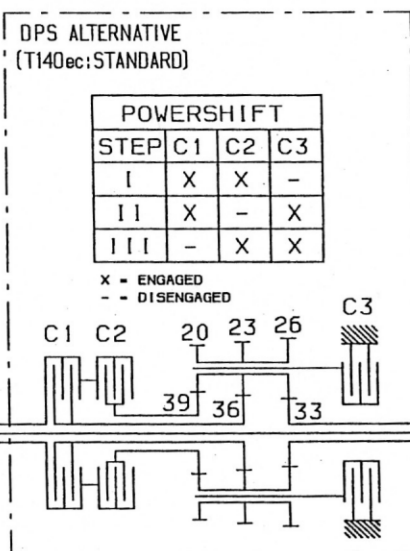 DPS ALTERNATIVE
(T140ec:STANDARD)
POWERSHIFT
STEP C1 C2 C3
I X X -
II X - X
III - X X
X - ENGAGED
- - DISENGAGED
C1 C2 20 23 26 C3
39 36 33